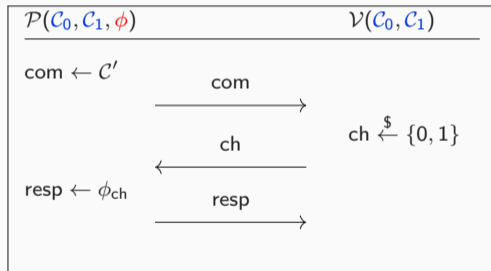 𝒫(𝒞₀, 𝒞₁, ϕ) 𝒱(𝒞₀, 𝒞₁)
com ← 𝒞′
com
ch ←$ {0, 1}
ch
resp ← ϕ_ch
resp